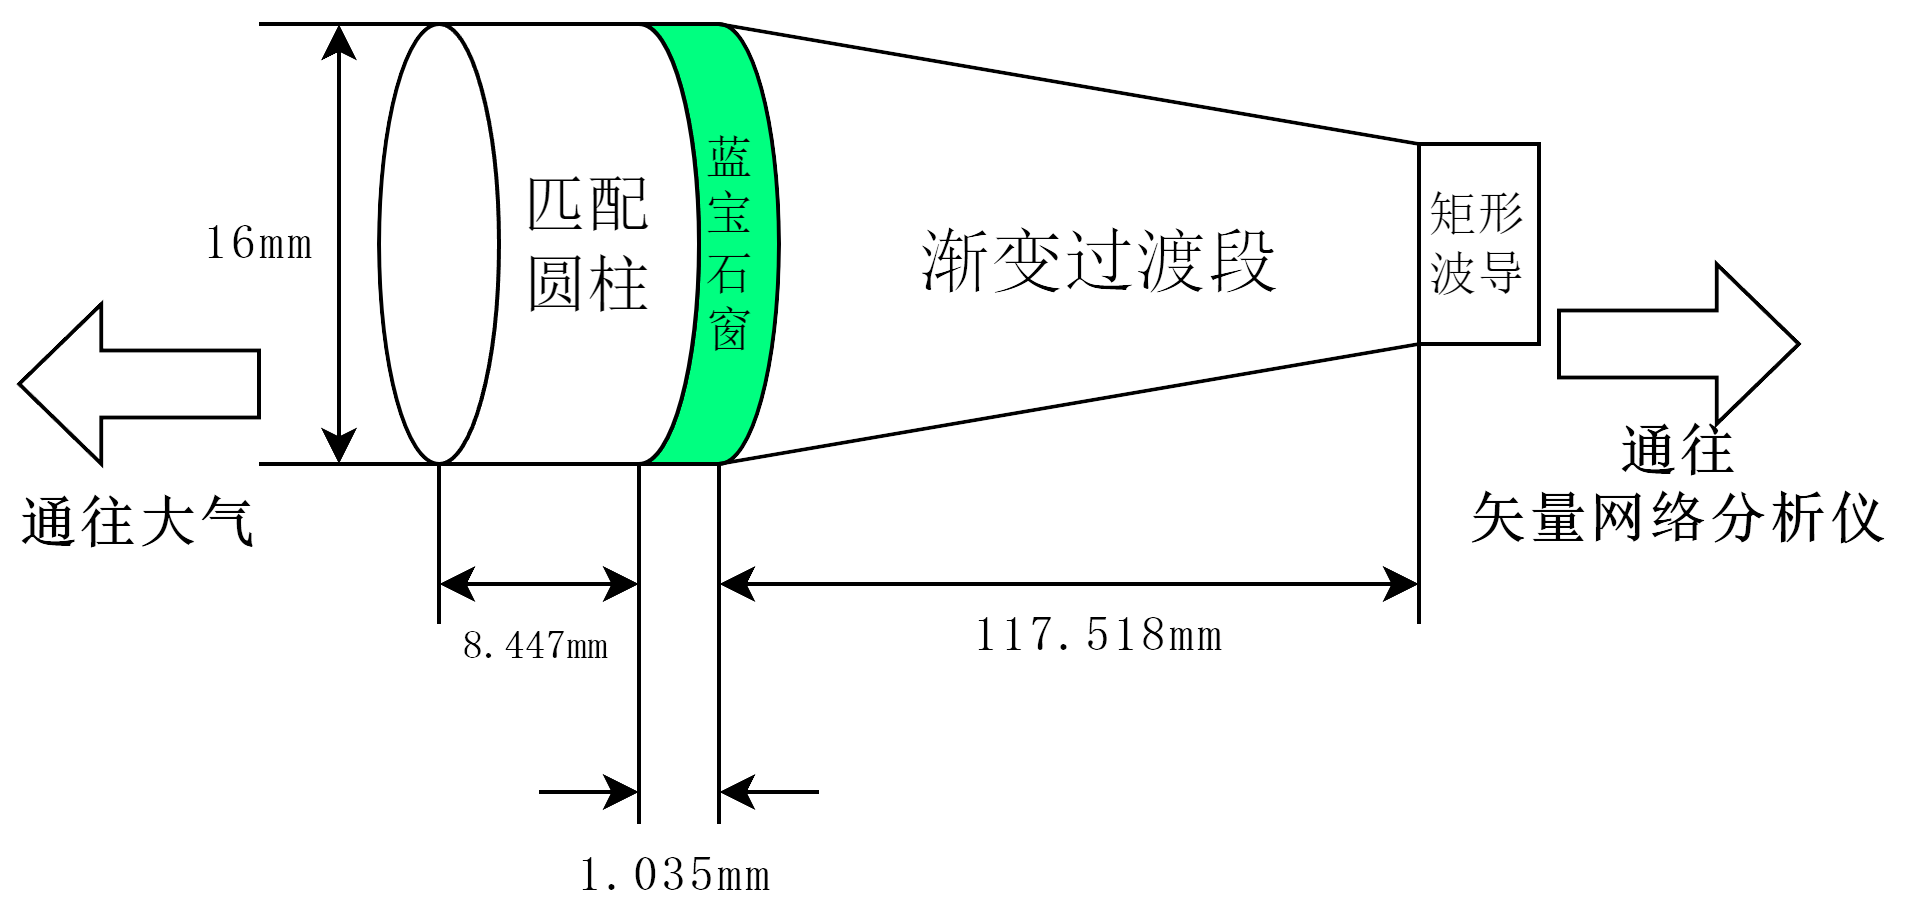 16mm
匹配
圆柱
蓝宝石窗
渐变过渡段
矩形
波导
通往大气
通往
矢量网络分析仪
8.447mm
117.518mm
1.035mm